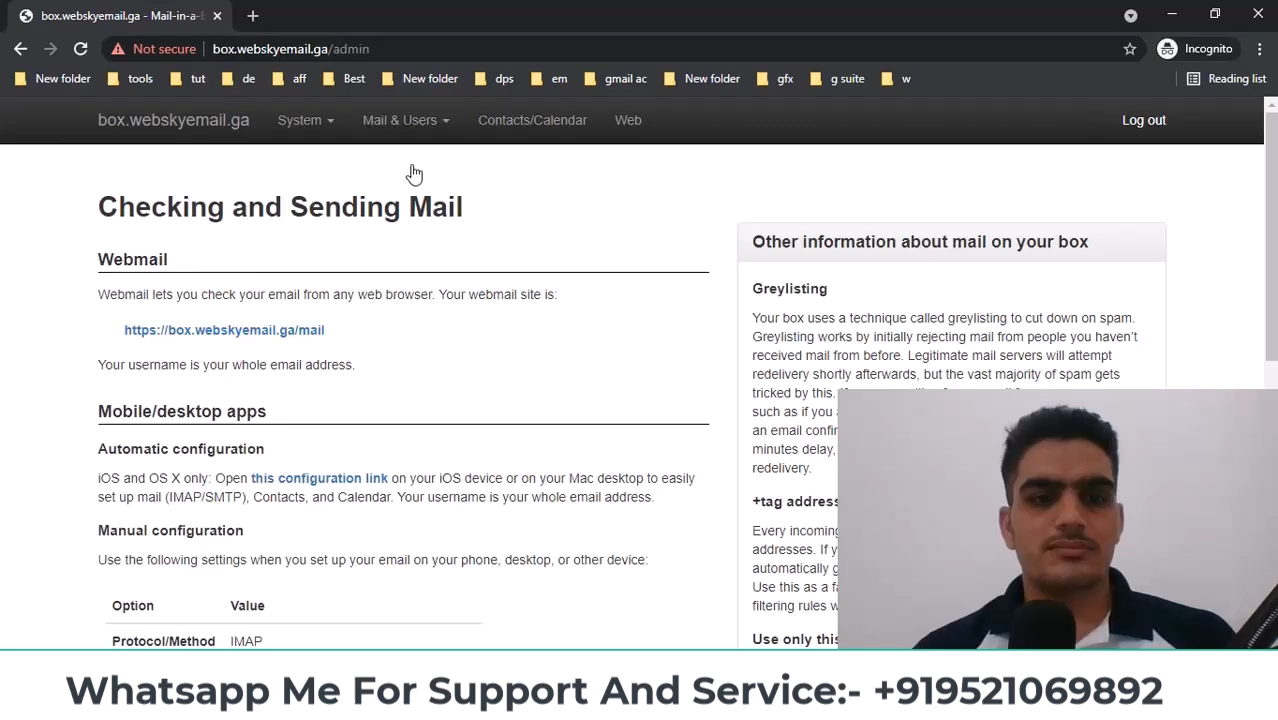 box.webskyemail.ga - Mail-in-a-B
Not secure box.webskyemail.ga/admin Incognito
New folder tools tut de aff Best New folder dps em gmail ac New folder gfx g suite w Reading list
box.webskyemail.ga System Mail & Users Contacts/Calendar Web Log out
Checking and Sending Mail
Webmail
Webmail lets you check your email from any web browser. Your webmail site is:
https://box.webskyemail.ga/mail
Your username is your whole email address.
Mobile/desktop apps
Automatic configuration
iOS and OS X only: Open this configuration link on your iOS device or on your Mac desktop to easily
set up mail (IMAP/SMTP), Contacts, and Calendar. Your username is your whole email address.
Manual configuration
Use the following settings when you set up your email on your phone, desktop, or other device:
Option Value
Protocol/Method IMAP
Other information about mail on your box
Greylisting
Your box uses a technique called greylisting to cut down on spam.
Greylisting works by initially rejecting mail from people you haven't
received mail from before. Legitimate mail servers will attempt
redelivery shortly afterwards, but the vast majority of spam gets
tricked by this.
such as if you
an email confir
minutes delay,
redelivery.
+tag address
Every incoming
addresses. If y
automatically g
Use this as a fa
filtering rules w
Use only this
Whatsapp Me For Support And Service:- +919521069892